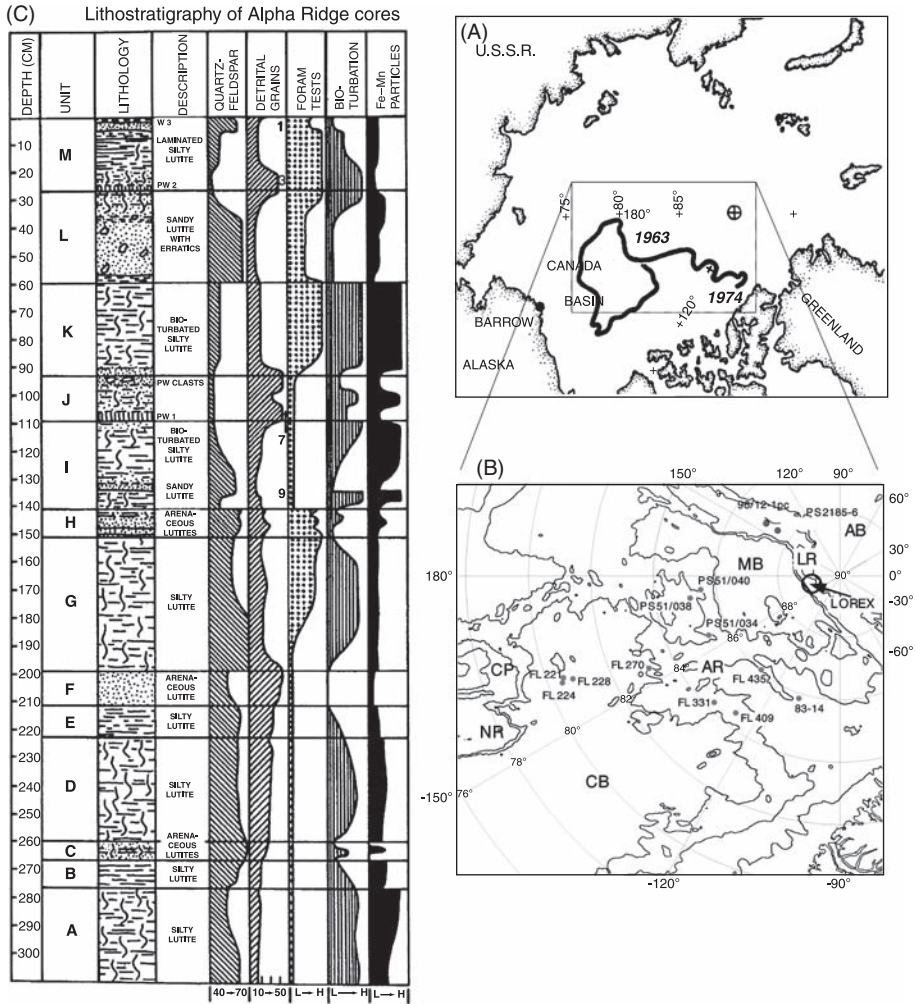 (C) Lithostratigraphy of Alpha Ridge cores
DEPTH (CM)
UNIT
LITHOLOGY
DESCRIPTION
QUARTZ-
FELDSPAR
DETRITAL
GRAINS
FORAM
TESTS
BIO-
TURBATION
Fe–Mn
PARTICLES
10
20
30
40
50
60
70
80
90
100
110
120
130
140
150
160
170
180
190
200
210
220
230
240
250
260
270
280
290
300
M
L
K
J
I
H
G
F
E
D
C
B
A
W 3
LAMINATED
SILTY
LUTITE
PW 2
SANDY
LUTITE
WITH
ERRATICS
BIO-
TURBATED
SILTY
LUTITE
PW CLASTS
PW 1
BIO-
TURBATED
SILTY
LUTITE
SANDY
LUTITE
ARENA-
CEOUS
LUTITES
SILTY
LUTITE
ARENA-
CEOUS
LUTITE
SILTY
LUTITE
SILTY
LUTITE
ARENA-
CEOUS
LUTITES
SILTY
LUTITE
SILTY
LUTITE
1
3
7
9
40→70
10→50
L→H
L→H
L→H
(A)
U.S.S.R.
+75°
+80°
+180°
+85°
1963
CANADA
BASIN
1974
+120°
BARROW
ALASKA
GREENLAND
(B)
150°
120°
90°
60°
30°
0°
-30°
-60°
-90°
-120°
-150°
180°
96/12-1pc
PS2185-6
AB
LR
MB
90°
LOREX
PS51/040
PS51/038
PS51/034
88°
86°
84°
82°
80°
78°
76°
CP
NR
AR
CB
FL 270
FL 221
FL 228
FL 224
FL 435
FL 331
FL 409
83-14